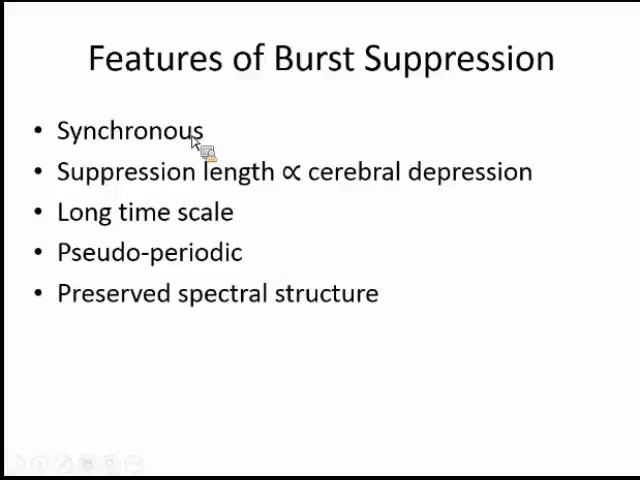 Features of Burst Suppression
• Synchronous
• Suppression length ∝ cerebral depression
• Long time scale
• Pseudo-periodic
• Preserved spectral structure